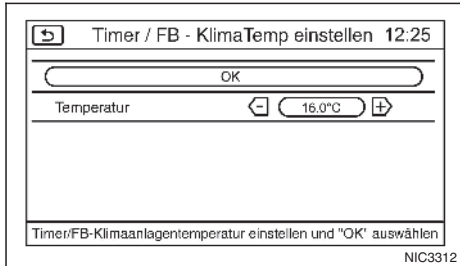 Timer / FB - KlimaTemp einstellen 12:25
OK
Temperatur - 16.0°C +
Timer/FB-Klimaanlagentemperatur einstellen und "OK" auswählen
NIC3312